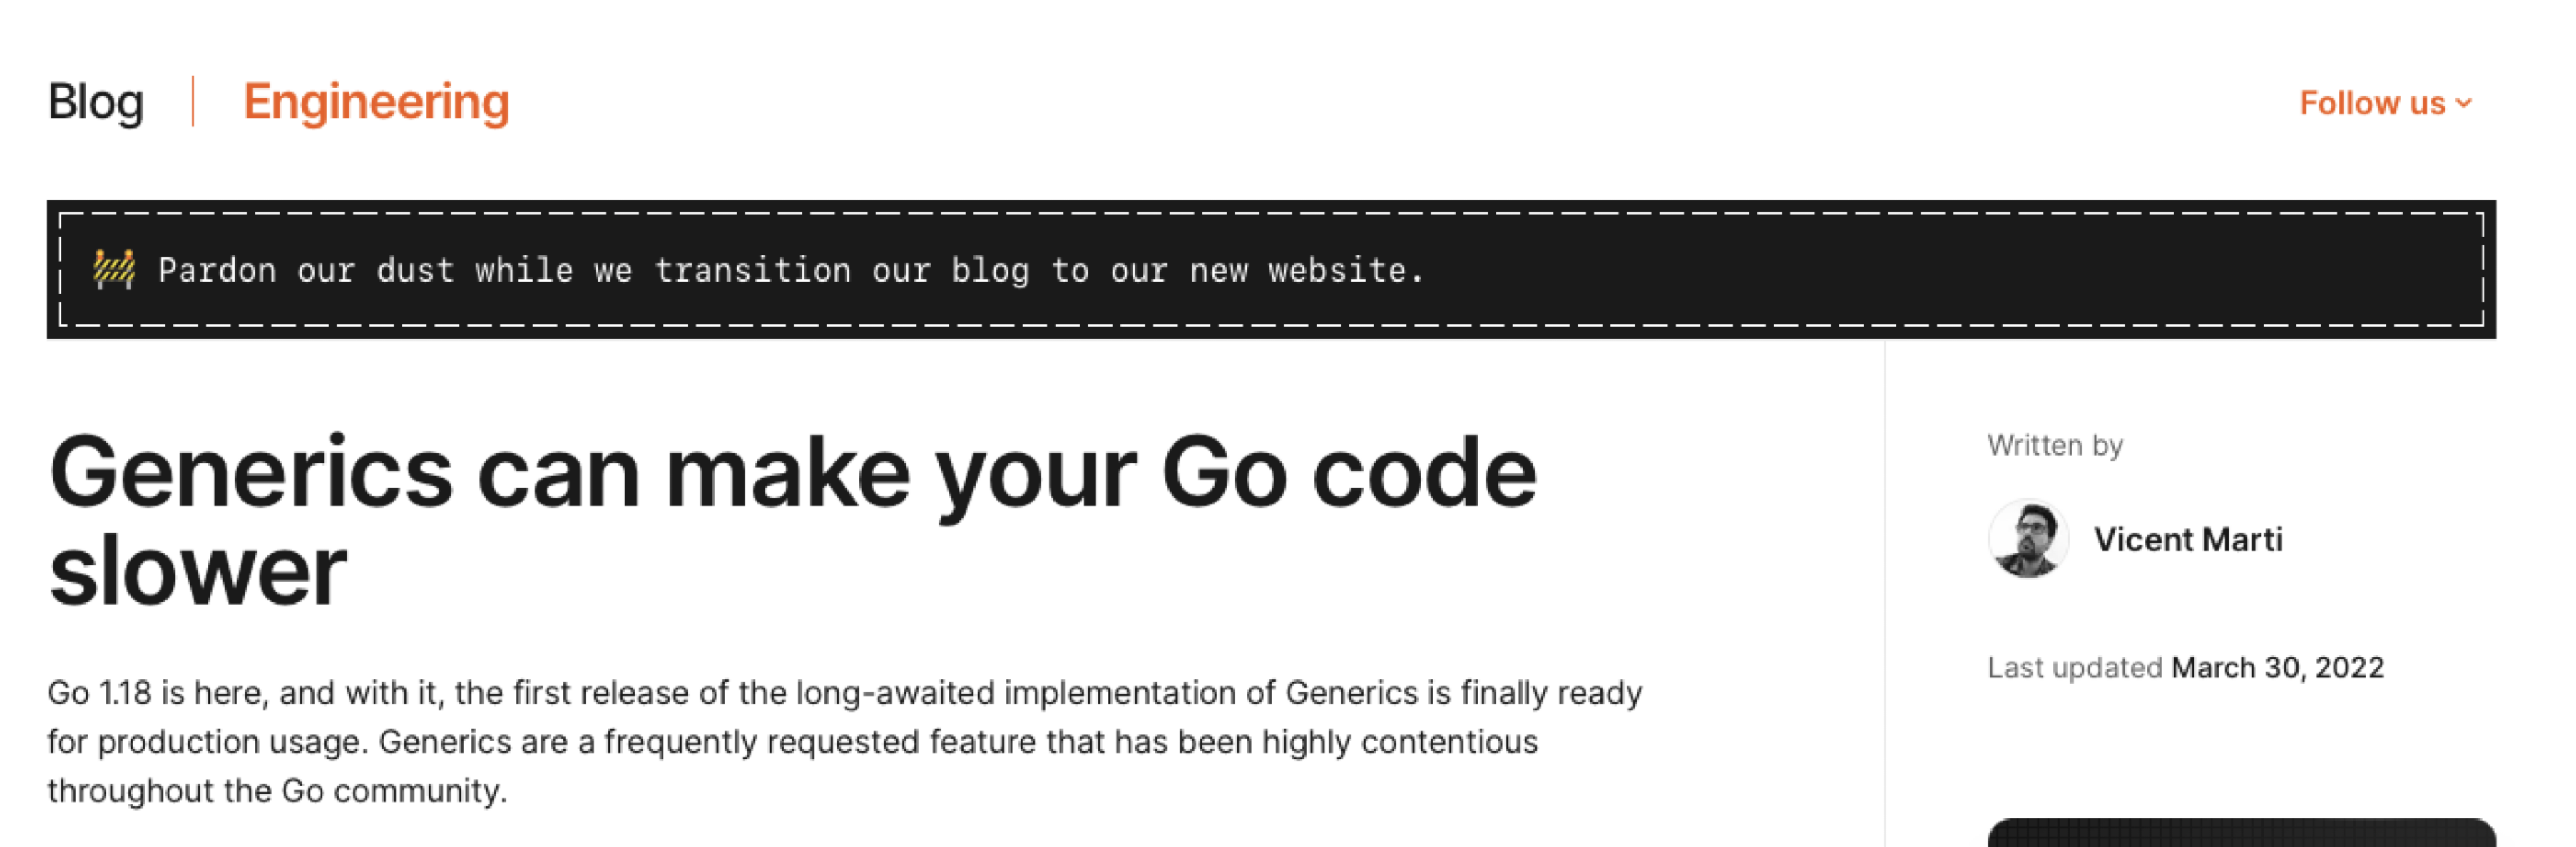 Blog
Engineering
Follow us
🚧 Pardon our dust while we transition our blog to our new website.
Generics can make your Go code
slower
Go 1.18 is here, and with it, the first release of the long-awaited implementation of Generics is finally ready
for production usage. Generics are a frequently requested feature that has been highly contentious
throughout the Go community.
Written by
Vicent Marti
Last updated March 30, 2022